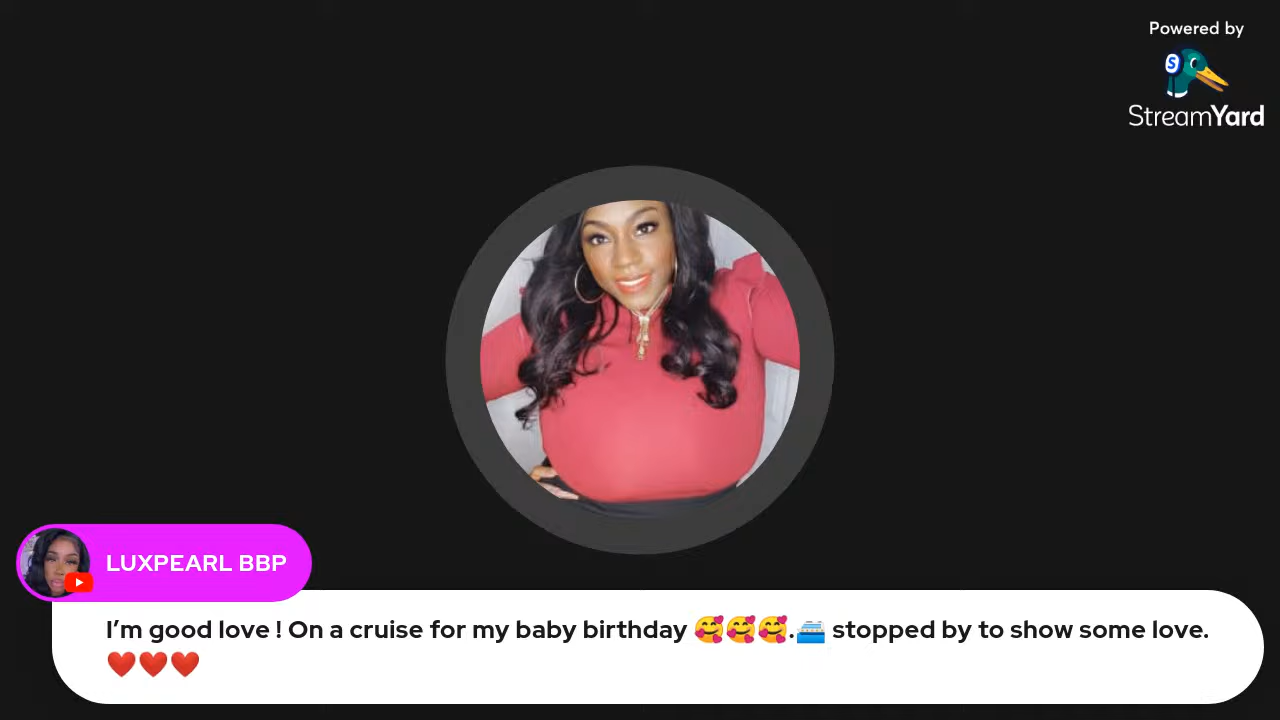 Powered by
S
StreamYard
LUXPEARL BBP
I’m good love ! On a cruise for my baby birthday 🥰🥰🥰.🚢 stopped by to show some love.
❤️❤️❤️